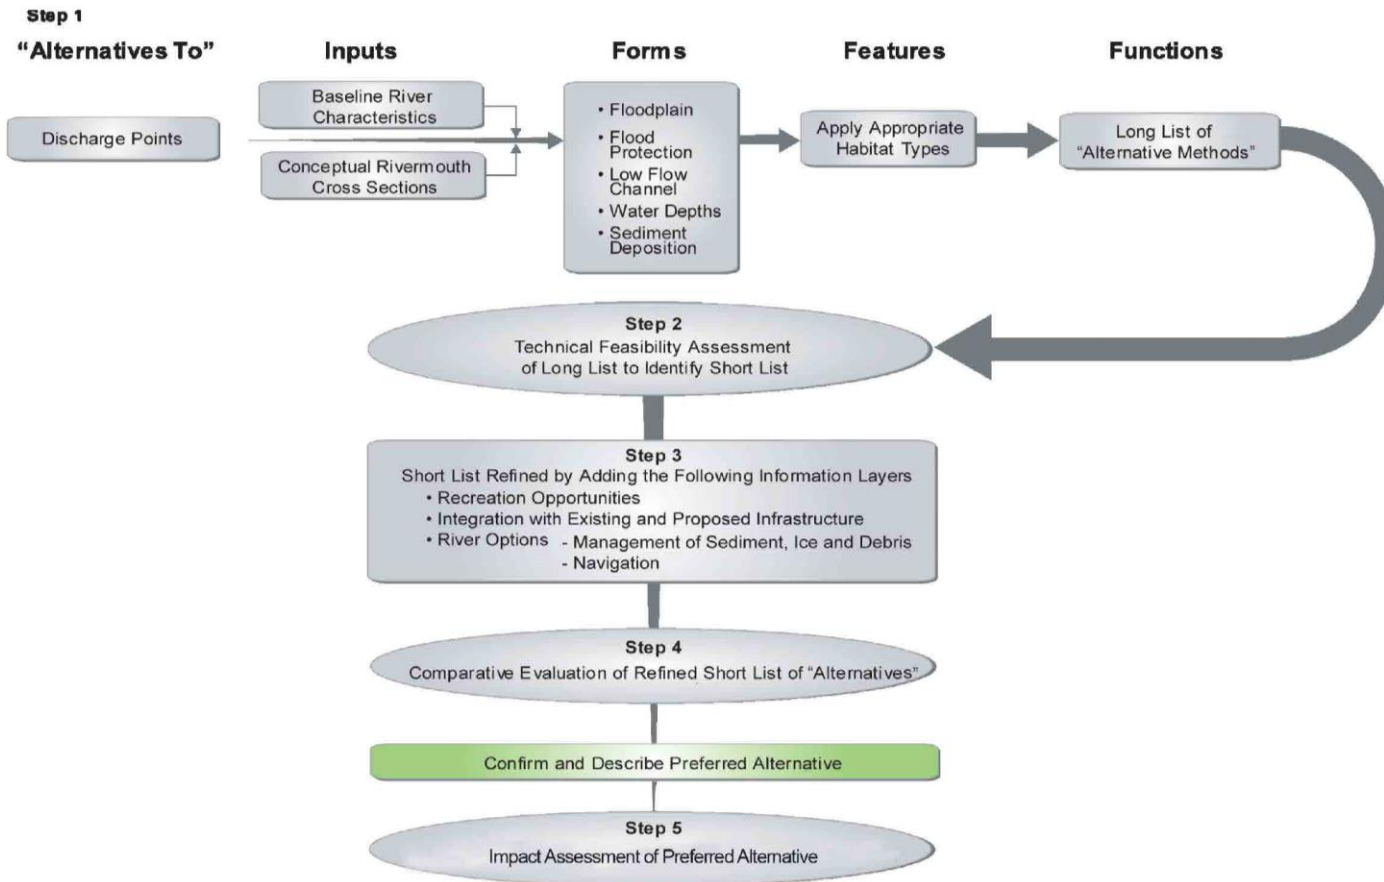 Step 1
“Alternatives To”
Inputs
Forms
Features
Functions
Discharge Points
Baseline River
Characteristics
Conceptual Rivermouth
Cross Sections
• Floodplain
• Flood
Protection
• Low Flow
Channel
• Water Depths
• Sediment
Deposition
Apply Appropriate
Habitat Types
Long List of
“Alternative Methods”
Step 2
Technical Feasibility Assessment
of Long List to Identify Short List
Step 3
Short List Refined by Adding the Following Information Layers
• Recreation Opportunities
• Integration with Existing and Proposed Infrastructure
• River Options - Management of Sediment, Ice and Debris
- Navigation
Step 4
Comparative Evaluation of Refined Short List of “Alternatives”
Confirm and Describe Preferred Alternative
Step 5
Impact Assessment of Preferred Alternative